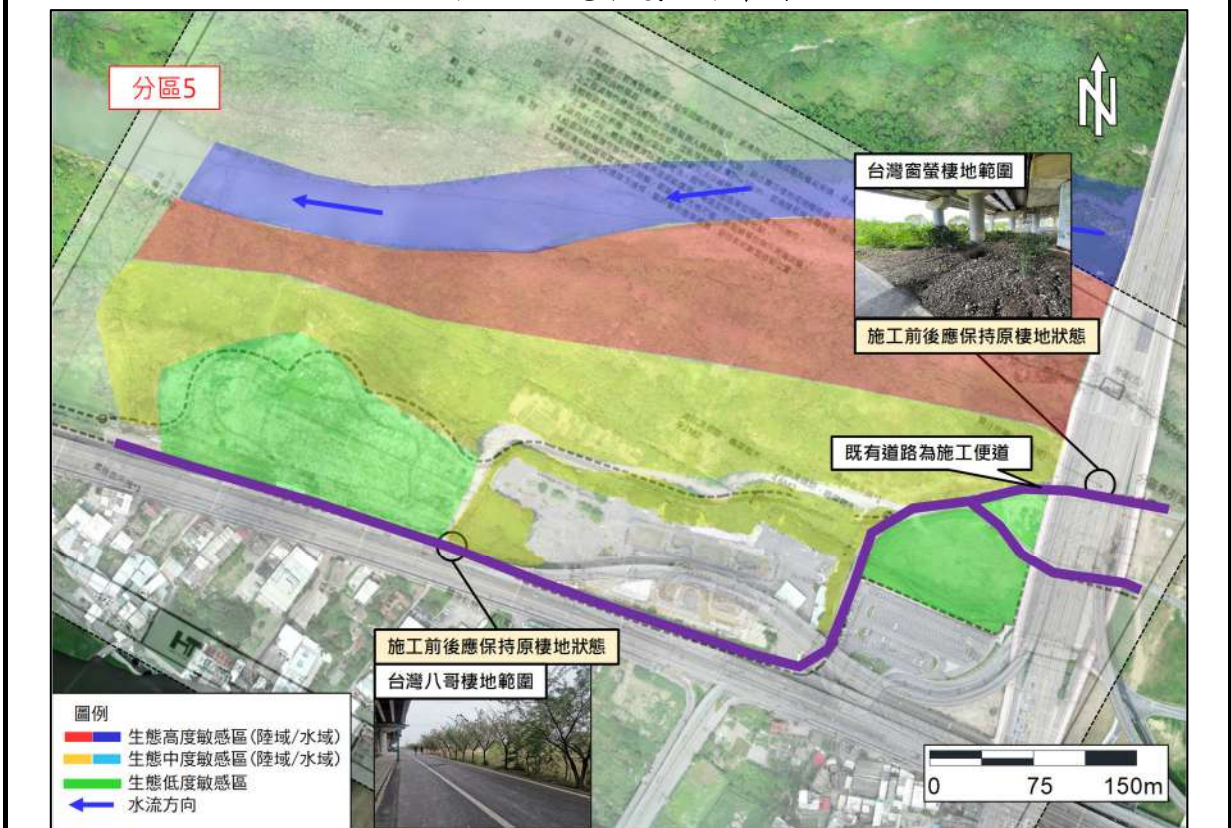 分區5
N
台灣窗螢棲地範圍
施工前後應保持原棲地狀態
既有道路為施工便道
施工前後應保持原棲地狀態
台灣八哥棲地範圍
圖例
生態高度敏感區(陸域/水域)
生態中度敏感區(陸域/水域)
生態低度敏感區
水流方向
0 75 150m